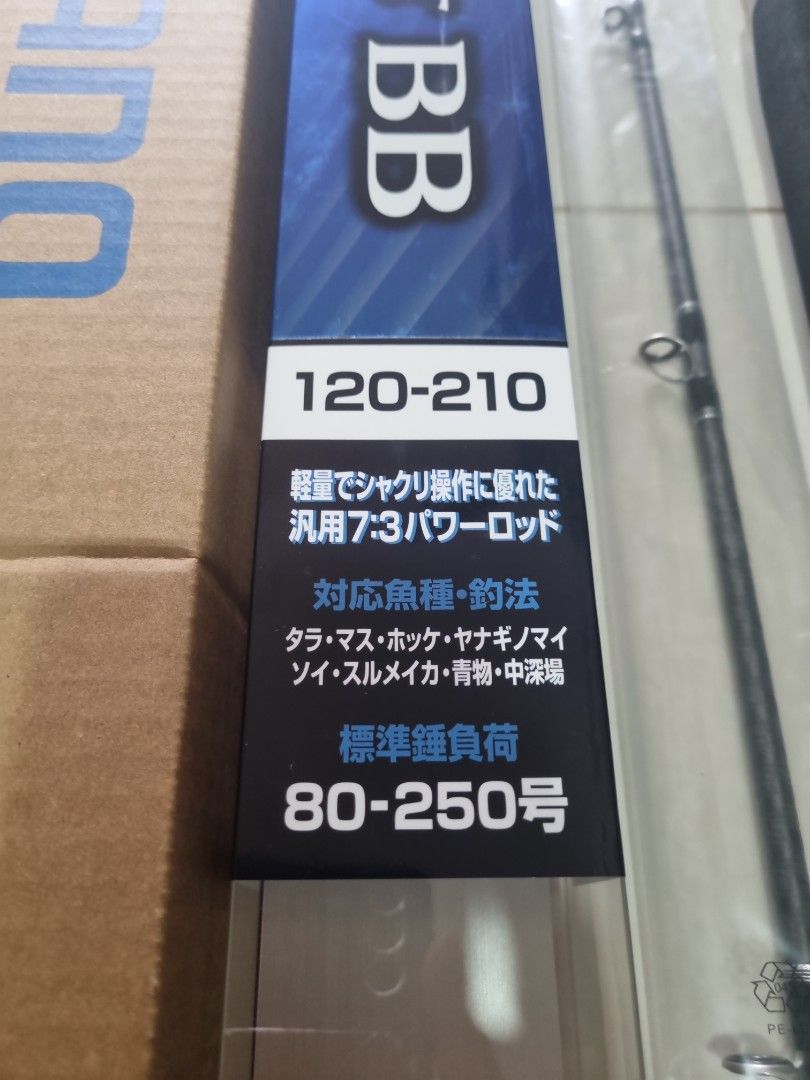 BB
120-210
軽量でシャクリ操作に優れた
汎用7:3パワーロッド
対応魚種・釣法
タラ・マス・ホッケ・ヤナギノマイ
ソイ・スルメイカ・青物・中深場
標準錘負荷
80-250号
ANO